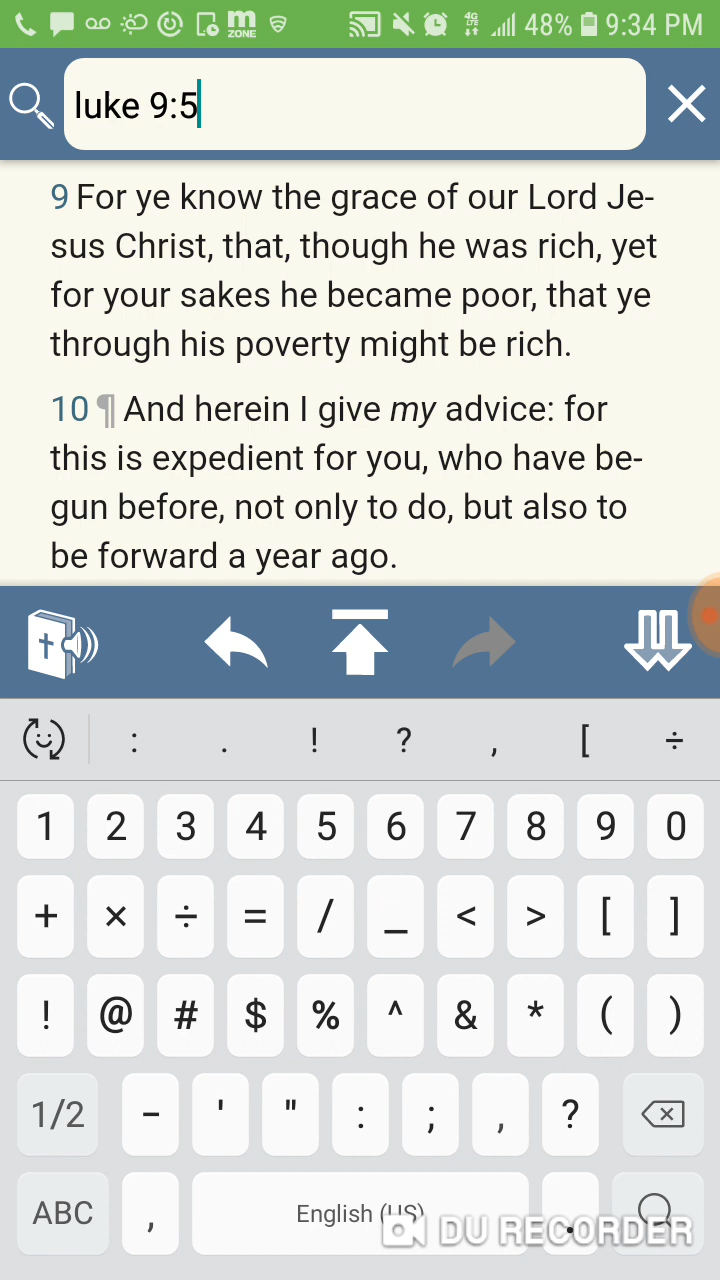 m ZONE 4G LTE 48% 9:34 PM
luke 9:5
9 For ye know the grace of our Lord Je-
sus Christ, that, though he was rich, yet
for your sakes he became poor, that ye
through his poverty might be rich.
10 ¶ And herein I give my advice: for
this is expedient for you, who have be-
gun before, not only to do, but also to
be forward a year ago.
: . ! ? , [ ÷
1 2 3 4 5 6 7 8 9 0
+ × ÷ = / _ < > [ ]
! @ # $ % ^ & * ( )
1/2 - ' " : ; , ?
ABC , English (US) .
DU RECORDER